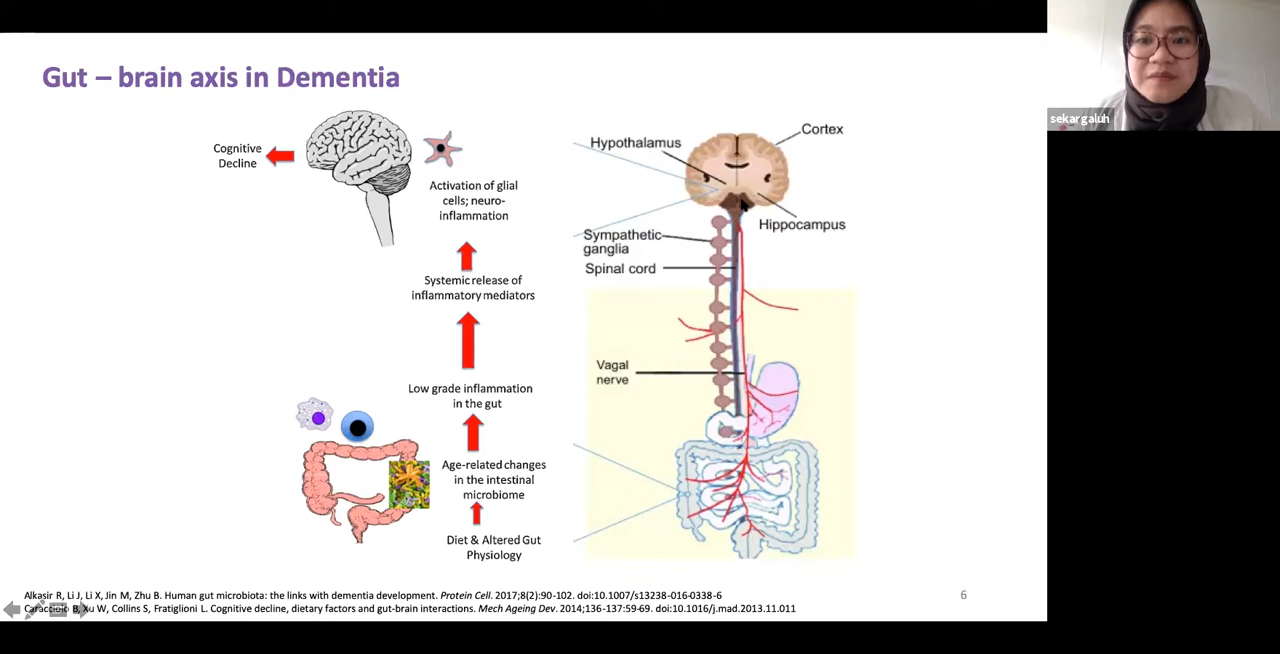 Gut – brain axis in Dementia
sekargaluh
Cognitive
Decline
Activation of glial
cells; neuro-
inflammation
Systemic release of
inflammatory mediators
Low grade inflammation
in the gut
Age-related changes
in the intestinal
microbiome
Diet & Altered Gut
Physiology
Cortex
Hypothalamus
Hippocampus
Sympathetic
ganglia
Spinal cord
Vagal
nerve
Alkasir R, Li J, Li X, Jin M, Zhu B. Human gut microbiota: the links with dementia development. Protein Cell. 2017;8(2):90-102. doi:10.1007/s13238-016-0338-6
Caracciolo B, Xu W, Collins S, Fratiglioni L. Cognitive decline, dietary factors and gut-brain interactions. Mech Ageing Dev. 2014;136-137:59-69. doi:10.1016/j.mad.2013.11.011
6